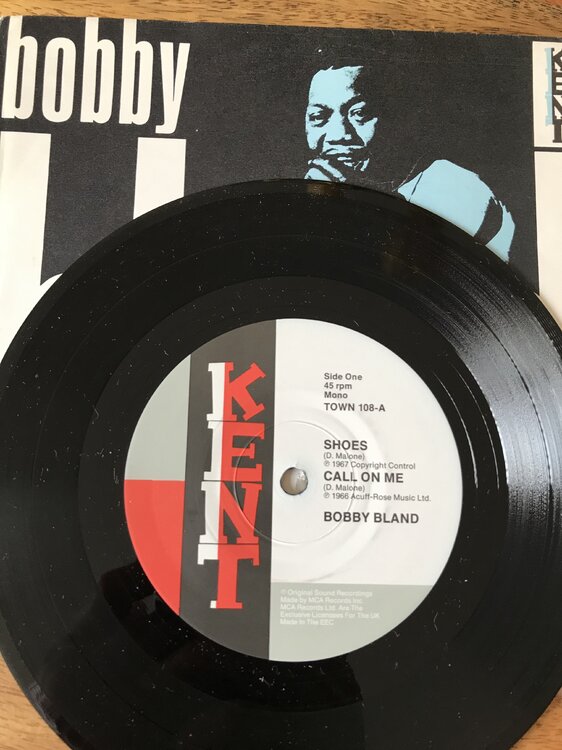 bobby
KENT
KENT
Side One
45 rpm
Mono
TOWN 108-A
SHOES
(D. Malone)
℗ 1967 Copyright Control
CALL ON ME
(D. Malone)
℗ 1966 Acuff-Rose Music Ltd.
BOBBY BLAND
© Original Sound Recordings
Made by MCA Records Inc.
MCA Records Ltd. Are The
Exclusive Licensees For The UK
Made In The EEC